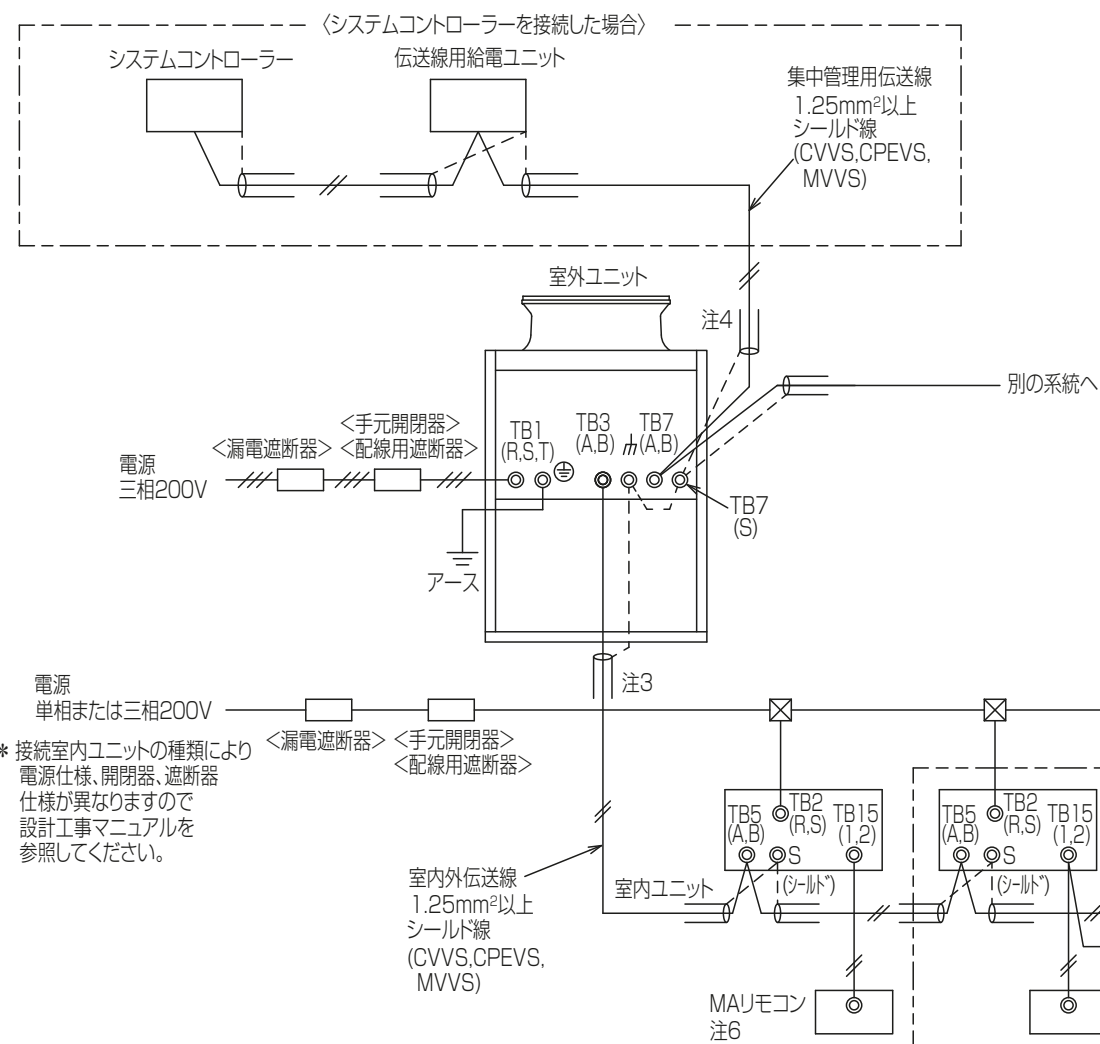 〈システムコントローラーを接続した場合〉
システムコントローラー
伝送線用給電ユニット
集中管理用伝送線
1.25mm²以上
シールド線
(CVVS,CPEVS,
MVVS)
室外ユニット
注4
別の系統へ
<漏電遮断器>
<手元開閉器>
<配線用遮断器>
TB1
(R,S,T)
TB3
(A,B)
TB7
(A,B)
電源
三相200V
TB7
(S)
アース
注3
電源
単相または三相200V
<漏電遮断器>
<手元開閉器>
<配線用遮断器>
* 接続室内ユニットの種類により
電源仕様、開閉器、遮断器
仕様が異なりますので
設計工事マニュアルを
参照してください。
TB5
(A,B)
TB2
(R,S)
TB15
(1,2)
S
(シールド)
TB5
(A,B)
TB2
(R,S)
TB15
(1,2)
S
(シールド)
室内外伝送線
1.25mm²以上
シールド線
(CVVS,CPEVS,
MVVS)
室内ユニット
MAリモコン
注6